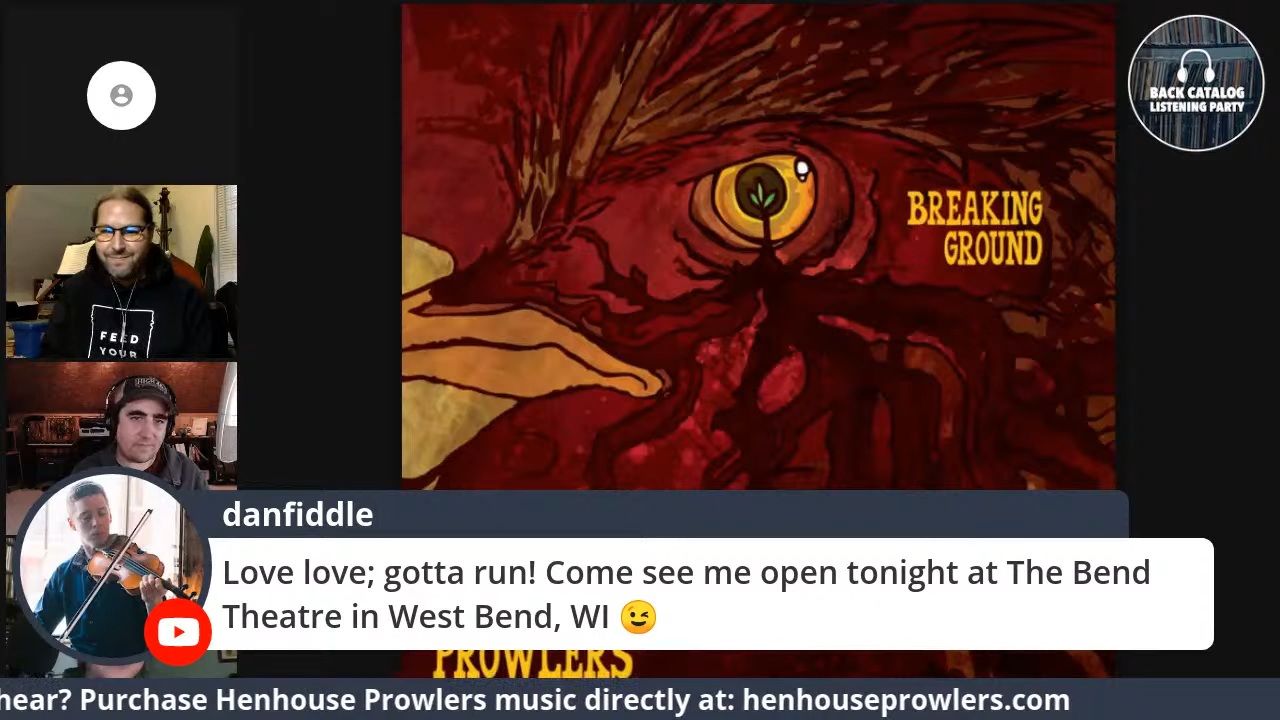 BACK CATALOG
LISTENING PARTY
BREAKING
GROUND
FEED
YOUR
danfiddle
Love love; gotta run! Come see me open tonight at The Bend
Theatre in West Bend, WI 😉
PROWLERS
hear? Purchase Henhouse Prowlers music directly at: henhouseprowlers.com